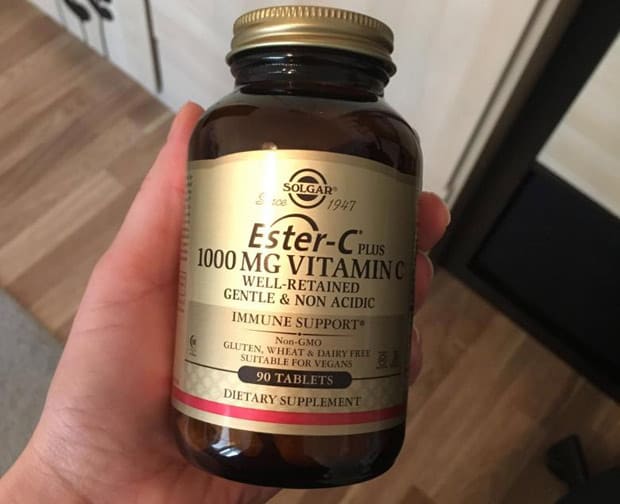 SOLGAR®
Since 1947
Ester-C® PLUS
1000 MG VITAMIN C
WELL-RETAINED
GENTLE & NON ACIDIC
IMMUNE SUPPORT*
Non-GMO
GLUTEN, WHEAT & DAIRY FREE
SUITABLE FOR VEGANS
90 TABLETS
DIETARY SUPPLEMENT